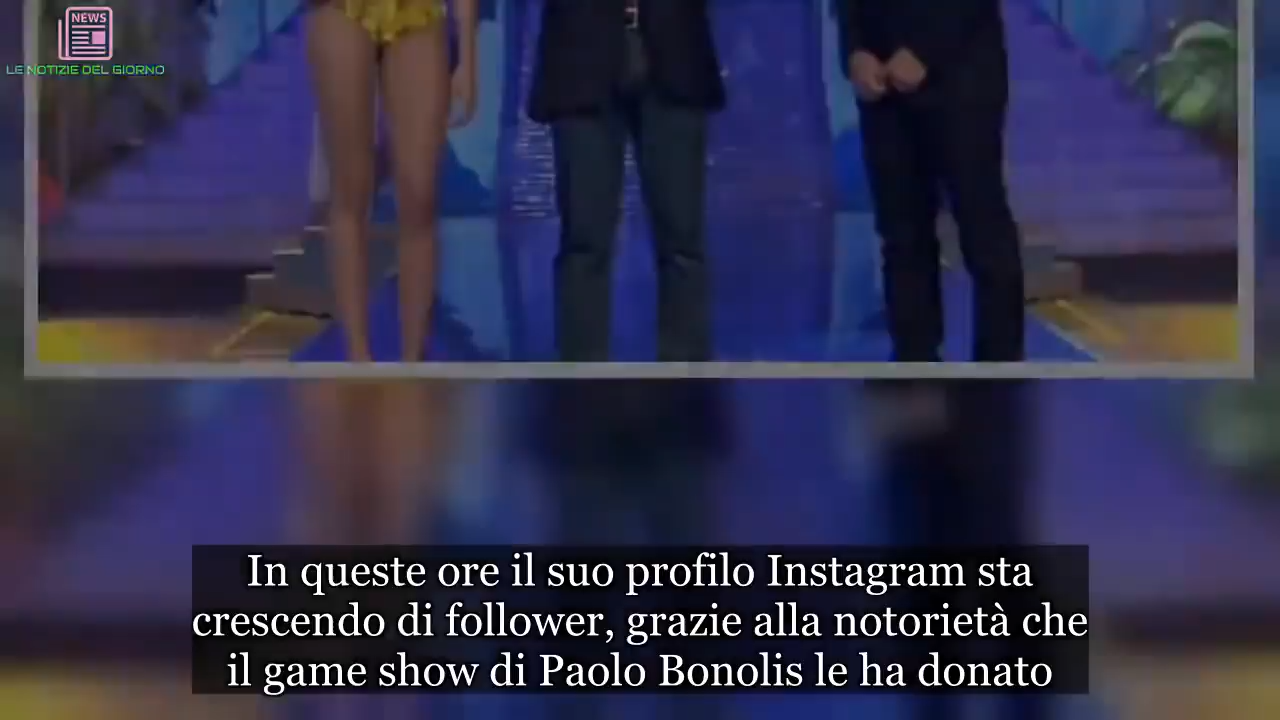 NEWS
LE NOTIZIE DEL GIORNO
In queste ore il suo profilo Instagram sta
crescendo di follower, grazie alla notorietà che
il game show di Paolo Bonolis le ha donato